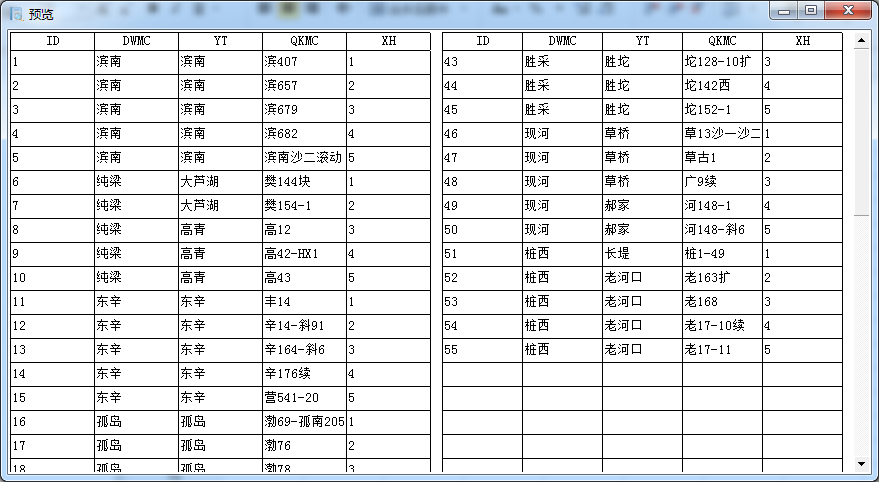 预览
ID DWMC YT QKMC XH
1 滨南 滨南 滨407 1
2 滨南 滨南 滨657 2
3 滨南 滨南 滨679 3
4 滨南 滨南 滨682 4
5 滨南 滨南 滨南沙二滚动 5
6 纯梁 大芦湖 樊144块 1
7 纯梁 大芦湖 樊154-1 2
8 纯梁 高青 高12 3
9 纯梁 高青 高42-HX1 4
10 纯梁 高青 高43 5
11 东辛 东辛 丰14 1
12 东辛 东辛 辛14-斜91 2
13 东辛 东辛 辛164-斜6 3
14 东辛 东辛 辛176续 4
15 东辛 东辛 营541-20 5
16 孤岛 孤岛 渤69-孤南205 1
17 孤岛 孤岛 渤76 2
18 孤岛 孤岛 渤78 3
ID DWMC YT QKMC XH
43 胜采 胜坨 坨128-10扩 3
44 胜采 胜坨 坨142西 4
45 胜采 胜坨 坨152-1 5
46 现河 草桥 草13沙一沙二 1
47 现河 草桥 草古1 2
48 现河 草桥 广9续 3
49 现河 郝家 河148-1 4
50 现河 郝家 河148-斜6 5
51 桩西 长堤 桩1-49 1
52 桩西 老河口 老163扩 2
53 桩西 老河口 老168 3
54 桩西 老河口 老17-10续 4
55 桩西 老河口 老17-11 5